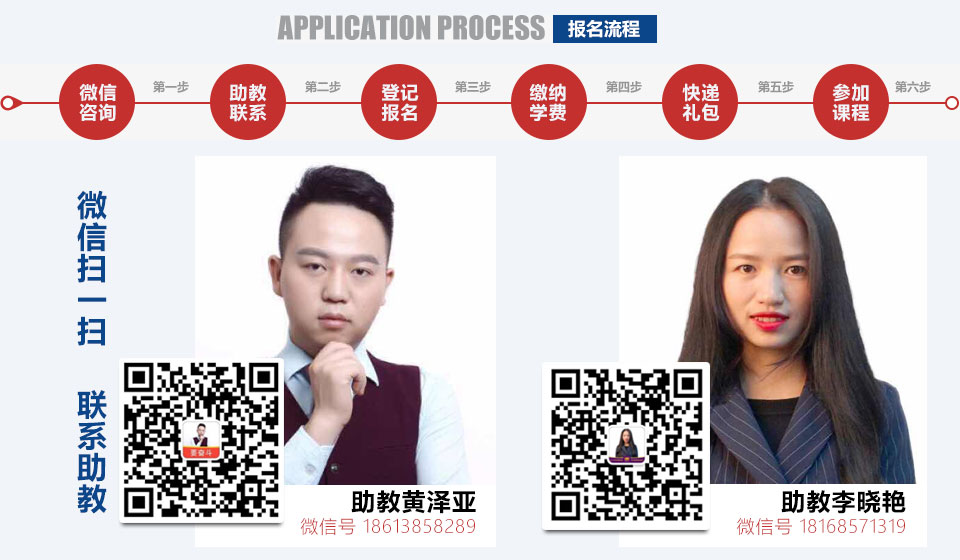 APPLICATION PROCESS 报名流程
微信咨询
第一步
助教联系
第二步
登记报名
第三步
缴纳学费
第四步
快递礼包
第五步
参加课程
第六步
微信扫一扫 联系助教
要奋斗
助教黄泽亚
微信号 18613858289
助教李晓艳
微信号 18168571319